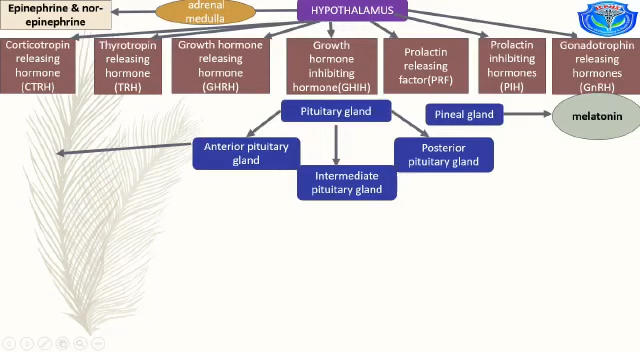 Epinephrine & nor-
epinephrine
adrenal
medulla
HYPOTHALAMUS
Corticotropin
releasing
hormone
(CTRH)
Thyrotropin
releasing
hormone
(TRH)
Growth hormone
releasing
hormone
(GHRH)
Growth
hormone
inhibiting
hormone(GHIH)
Prolactin
releasing
factor(PRF)
Prolactin
inhibiting
hormones
(PIH)
Gonadotrophin
releasing
hormones
(GnRH)
Pituitary gland
Pineal gland
melatonin
Anterior pituitary
gland
Intermediate
pituitary gland
Posterior
pituitary gland